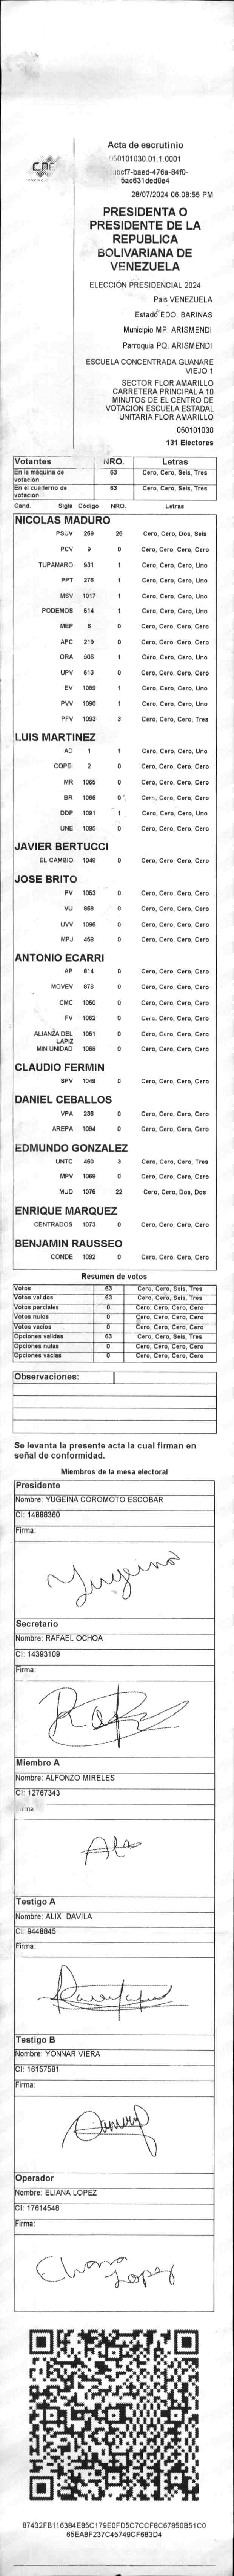 cne
Acta de escrutinio
050101030.01.1.0001
bcf7-baed-476a-84f0-
5ac631ded0e4
28/07/2024 06:08:55 PM
PRESIDENTA O
PRESIDENTE DE LA
REPUBLICA
BOLIVARIANA DE
VENEZUELA
ELECCIÓN PRESIDENCIAL 2024
Pais VENEZUELA
Estado EDO. BARINAS
Municipio MP. ARISMENDI
Parroquia PQ. ARISMENDI
ESCUELA CONCENTRADA GUANARE
VIEJO 1
SECTOR FLOR AMARILLO
CARRETERA PRINCIPAL A 10
MINUTOS DE EL CENTRO DE
VOTACION ESCUELA ESTADAL
UNITARIA FLOR AMARILLO
050101030
131 Electores
Votantes NRO. Letras
En la máquina de votación 63 Cero, Cero, Seis, Tres
En el cuaderno de votación 63 Cero, Cero, Seis, Tres
Cand. Sigla Código NRO. Letras
NICOLAS MADURO
PSUV 269 26 Cero, Cero, Dos, Seis
PCV 9 0 Cero, Cero, Cero, Cero
TUPAMARO 931 1 Cero, Cero, Cero, Uno
PPT 276 1 Cero, Cero, Cero, Uno
MSV 1017 1 Cero, Cero, Cero, Uno
PODEMOS 514 1 Cero, Cero, Cero, Uno
MEP 6 0 Cero, Cero, Cero, Cero
APC 219 0 Cero, Cero, Cero, Cero
ORA 906 1 Cero, Cero, Cero, Uno
UPV 513 0 Cero, Cero, Cero, Cero
EV 1089 1 Cero, Cero, Cero, Uno
PVV 1090 1 Cero, Cero, Cero, Uno
PFV 1093 3 Cero, Cero, Cero, Tres
LUIS MARTINEZ
AD 1 1 Cero, Cero, Cero, Uno
COPEI 2 0 Cero, Cero, Cero, Cero
MR 1065 0 Cero, Cero, Cero, Cero
BR 1066 0 Cero, Cero, Cero, Cero
DDP 1091 1 Cero, Cero, Cero, Uno
UNE 1095 0 Cero, Cero, Cero, Cero
JAVIER BERTUCCI
EL CAMBIO 1048 0 Cero, Cero, Cero, Cero
JOSE BRITO
PV 1053 0 Cero, Cero, Cero, Cero
VU 868 0 Cero, Cero, Cero, Cero
UVV 1096 0 Cero, Cero, Cero, Cero
MPJ 458 0 Cero, Cero, Cero, Cero
ANTONIO ECARRI
AP 814 0 Cero, Cero, Cero, Cero
MOVEV 878 0 Cero, Cero, Cero, Cero
CMC 1050 0 Cero, Cero, Cero, Cero
FV 1062 0 Cero, Cero, Cero, Cero
ALIANZA DEL LAPIZ 1051 0 Cero, Cero, Cero, Cero
MIN UNIDAD 1068 0 Cero, Cero, Cero, Cero
CLAUDIO FERMIN
SPV 1049 0 Cero, Cero, Cero, Cero
DANIEL CEBALLOS
VPA 236 0 Cero, Cero, Cero, Cero
AREPA 1094 0 Cero, Cero, Cero, Cero
EDMUNDO GONZALEZ
UNTC 460 3 Cero, Cero, Cero, Tres
MPV 1069 0 Cero, Cero, Cero, Cero
MUD 1075 22 Cero, Cero, Dos, Dos
ENRIQUE MARQUEZ
CENTRADOS 1073 0 Cero, Cero, Cero, Cero
BENJAMIN RAUSSEO
CONDE 1092 0 Cero, Cero, Cero, Cero
Resumen de votos
Votos 63 Cero, Cero, Seis, Tres
Votos validos 63 Cero, Cero, Seis, Tres
Votos parciales 0 Cero, Cero, Cero, Cero
Votos nulos 0 Cero, Cero, Cero, Cero
Votos vacios 0 Cero, Cero, Cero, Cero
Opciones validas 63 Cero, Cero, Seis, Tres
Opciones nulas 0 Cero, Cero, Cero, Cero
Opciones vacias 0 Cero, Cero, Cero, Cero
Observaciones:
Se levanta la presente acta la cual firman en
señal de conformidad.
Miembros de la mesa electoral
Presidente
Nombre: YUGEINA COROMOTO ESCOBAR
CI: 14888360
Firma:
Yugeina
Secretario
Nombre: RAFAEL OCHOA
CI: 14393109
Firma:
Miembro A
Nombre: ALFONZO MIRELES
CI: 12767343
Testigo A
Nombre: ALIX DAVILA
CI: 9448845
Firma:
Testigo B
Nombre: YONNAR VIERA
CI: 16157581
Firma:
Operador
Nombre: ELIANA LOPEZ
CI: 17614546
Firma:
Eliana
Lopez
87432FB116384E85C179E0FD5C7CCF8C67850B51C0
65EA8F237C45749CF683D4